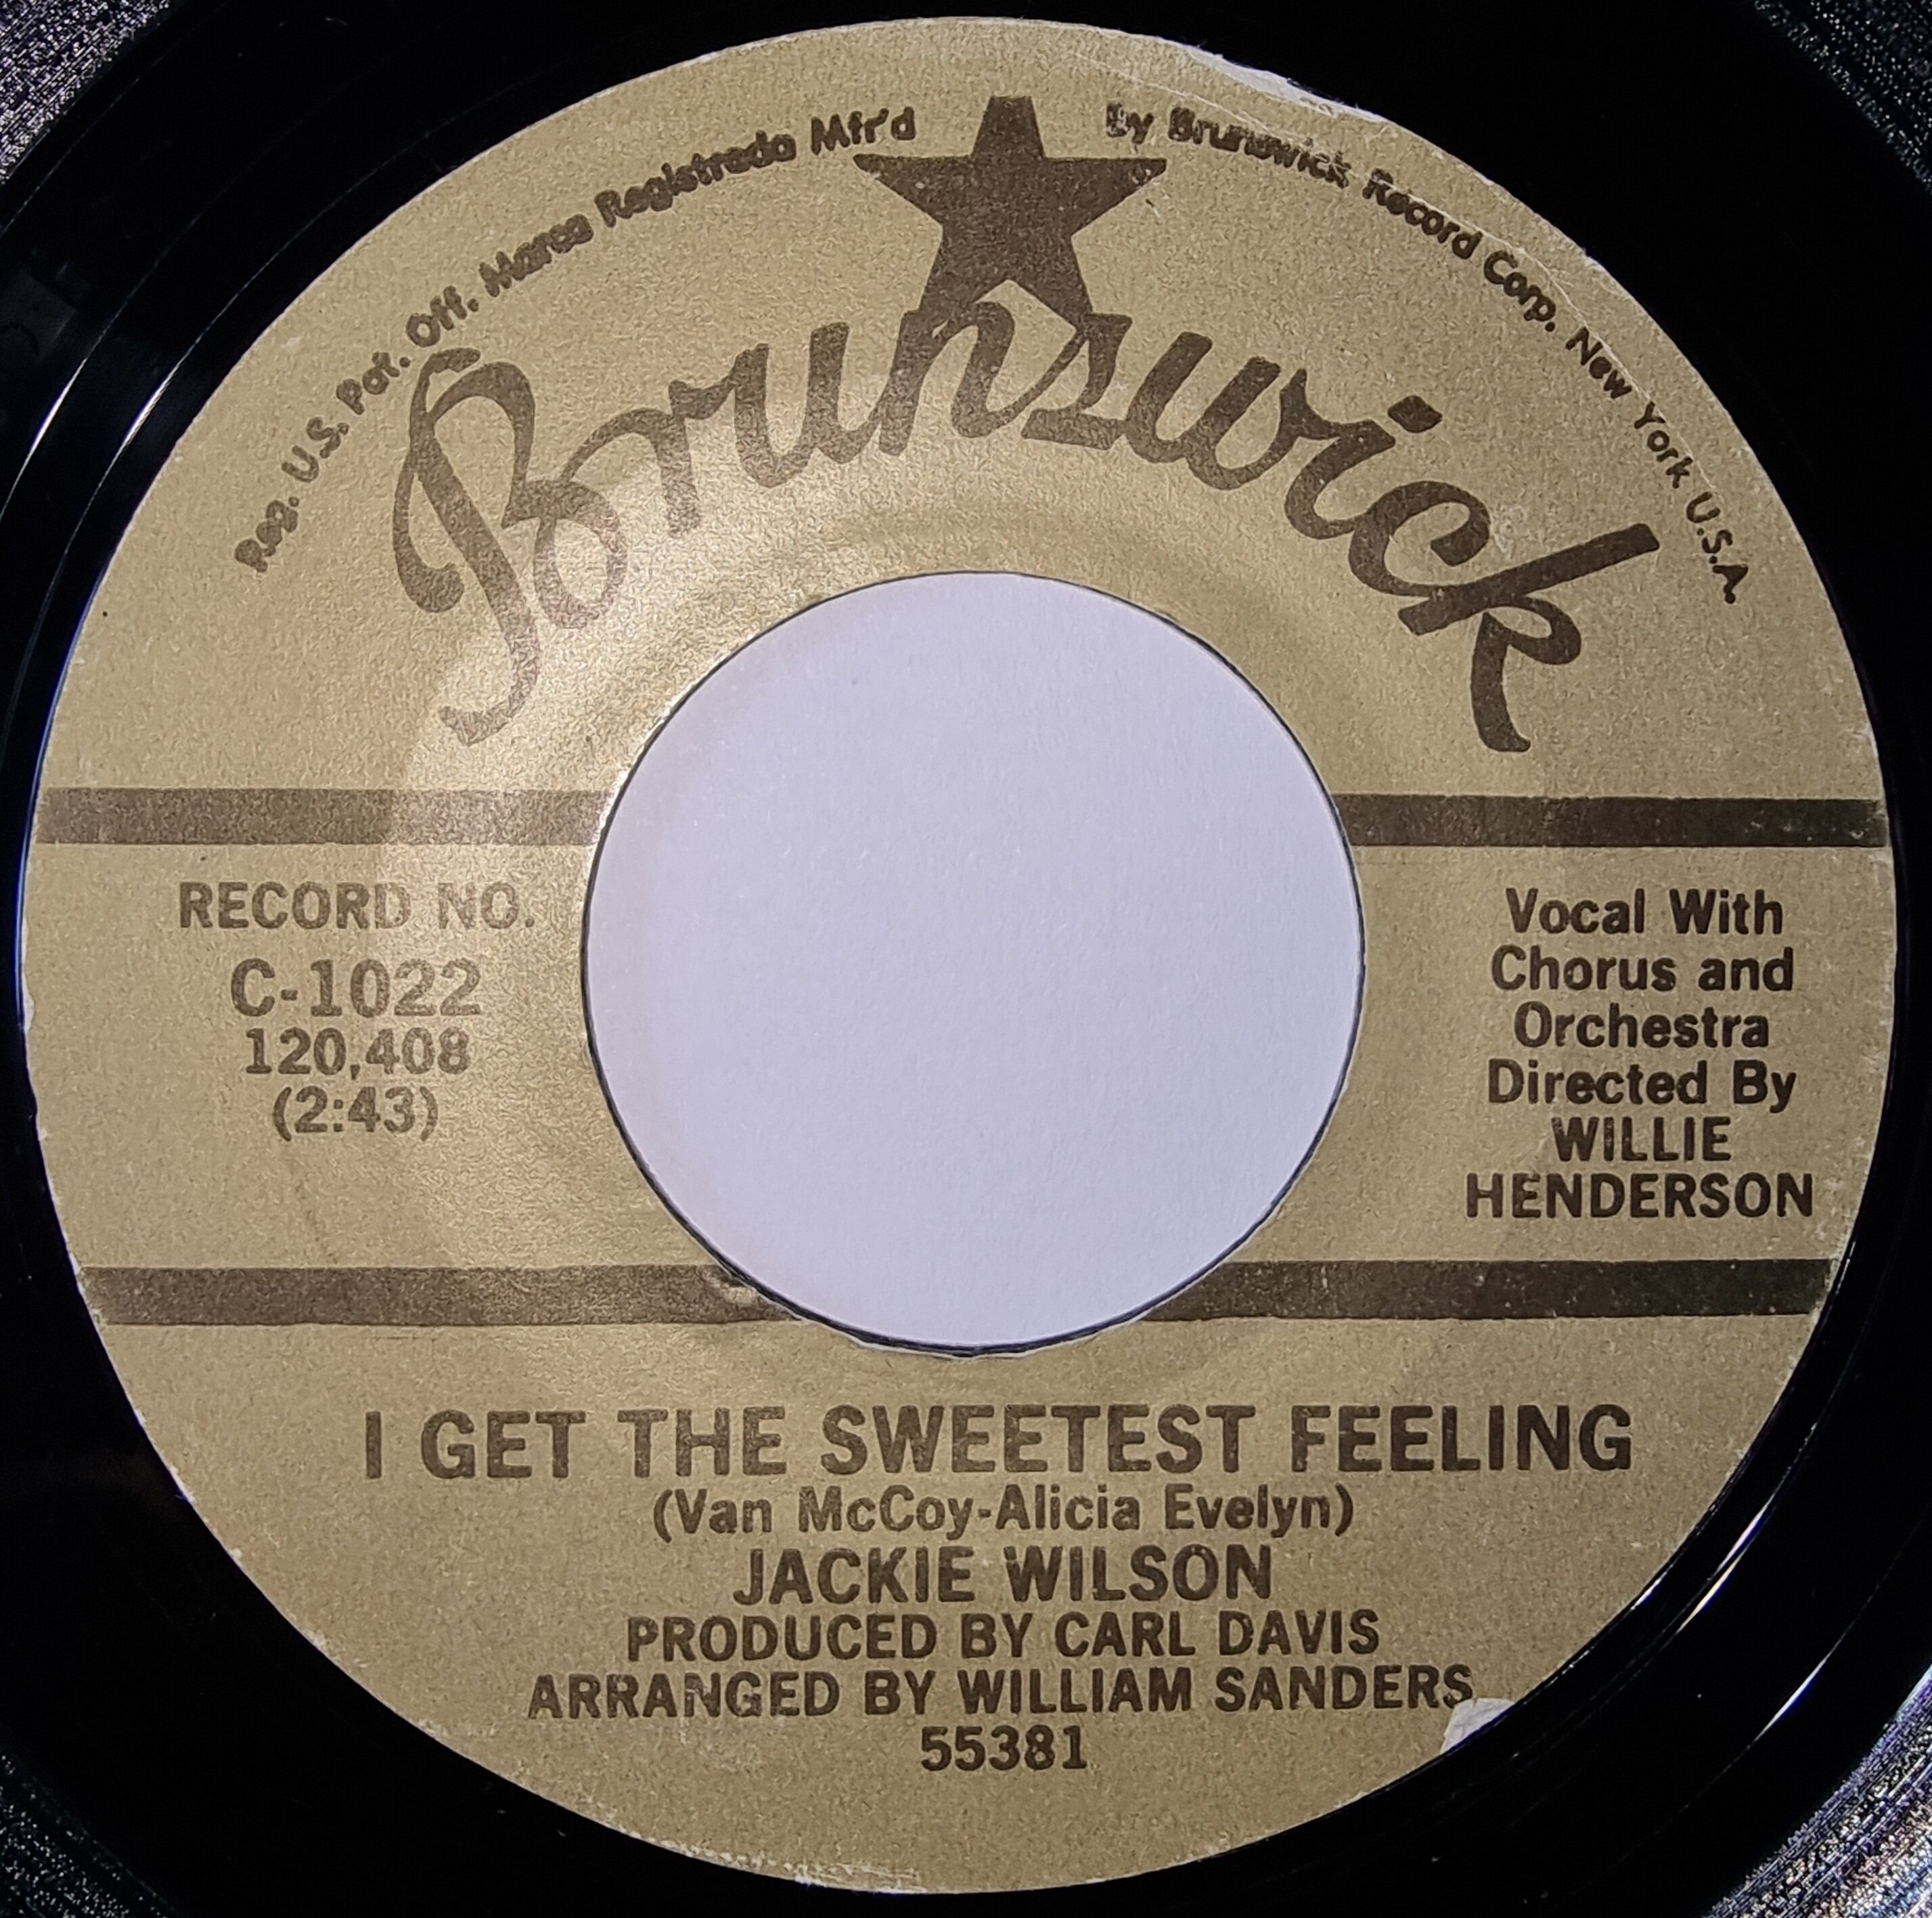 Reg. U.S. Pat. Off. Marca Registrada Mfr'd by Brunswick Record Corp. New York U.S.A.
Brunswick
RECORD NO.
C-1022
120,408
(2:43)
Vocal With
Chorus and
Orchestra
Directed By
WILLIE
HENDERSON
I GET THE SWEETEST FEELING
(Van McCoy-Alicia Evelyn)
JACKIE WILSON
PRODUCED BY CARL DAVIS
ARRANGED BY WILLIAM SANDERS
55381